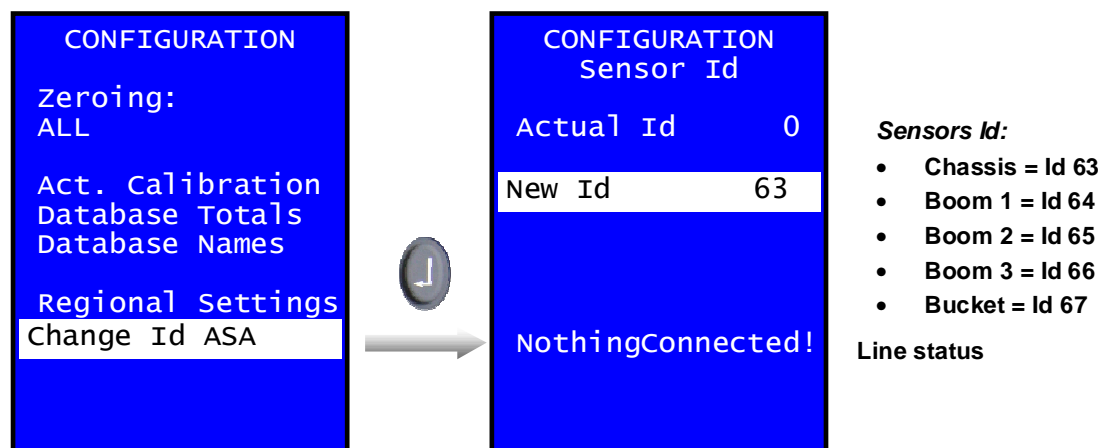 CONFIGURATION
Zeroing:
ALL
Act. Calibration
Database Totals
Database Names
Regional Settings
Change Id ASA
CONFIGURATION
Sensor Id
Actual Id 0
New Id 63
NothingConnected!
Sensors Id:
• Chassis = Id 63
• Boom 1 = Id 64
• Boom 2 = Id 65
• Boom 3 = Id 66
• Bucket = Id 67
Line status